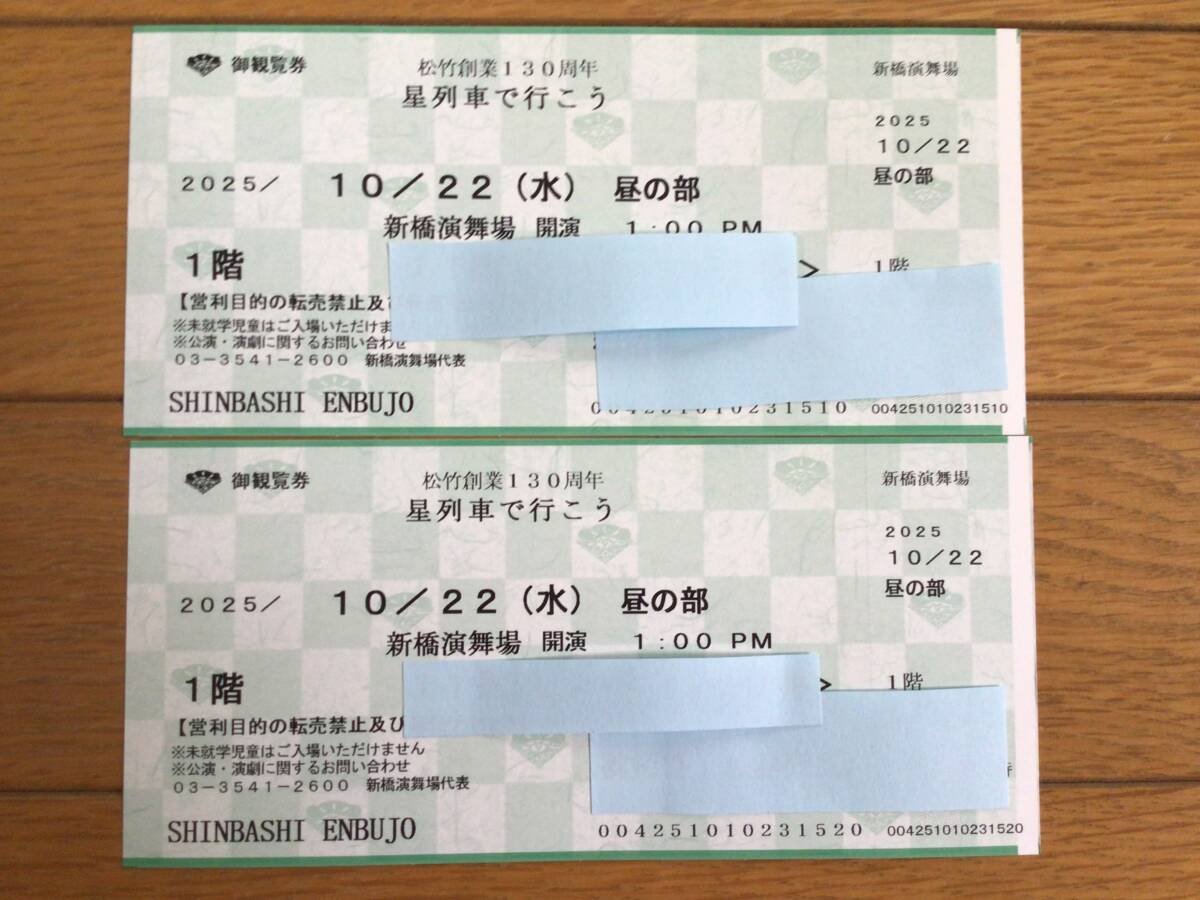 御観覧券
松竹創業130周年
星列車で行こう
新橋演舞場
2025
10/22
昼の部
2025/ 10/22(水) 昼の部
新橋演舞場 開演 1:00 PM
1階
>
1階
【営利目的の転売禁止及び
※未就学児童はご入場いただけま
※公演・演劇に関するお問い合わせ
03-3541-2600 新橋演舞場代表
SHINBASHI ENBUJO
004251010231510
004251010231510
御観覧券
松竹創業130周年
星列車で行こう
新橋演舞場
2025
10/22
昼の部
2025/ 10/22(水) 昼の部
新橋演舞場 開演 1:00 PM
1階
>
1階
【営利目的の転売禁止及び
※未就学児童はご入場いただけません
※公演・演劇に関するお問い合わせ
03-3541-2600 新橋演舞場代表
SHINBASHI ENBUJO
004251010231520
004251010231520